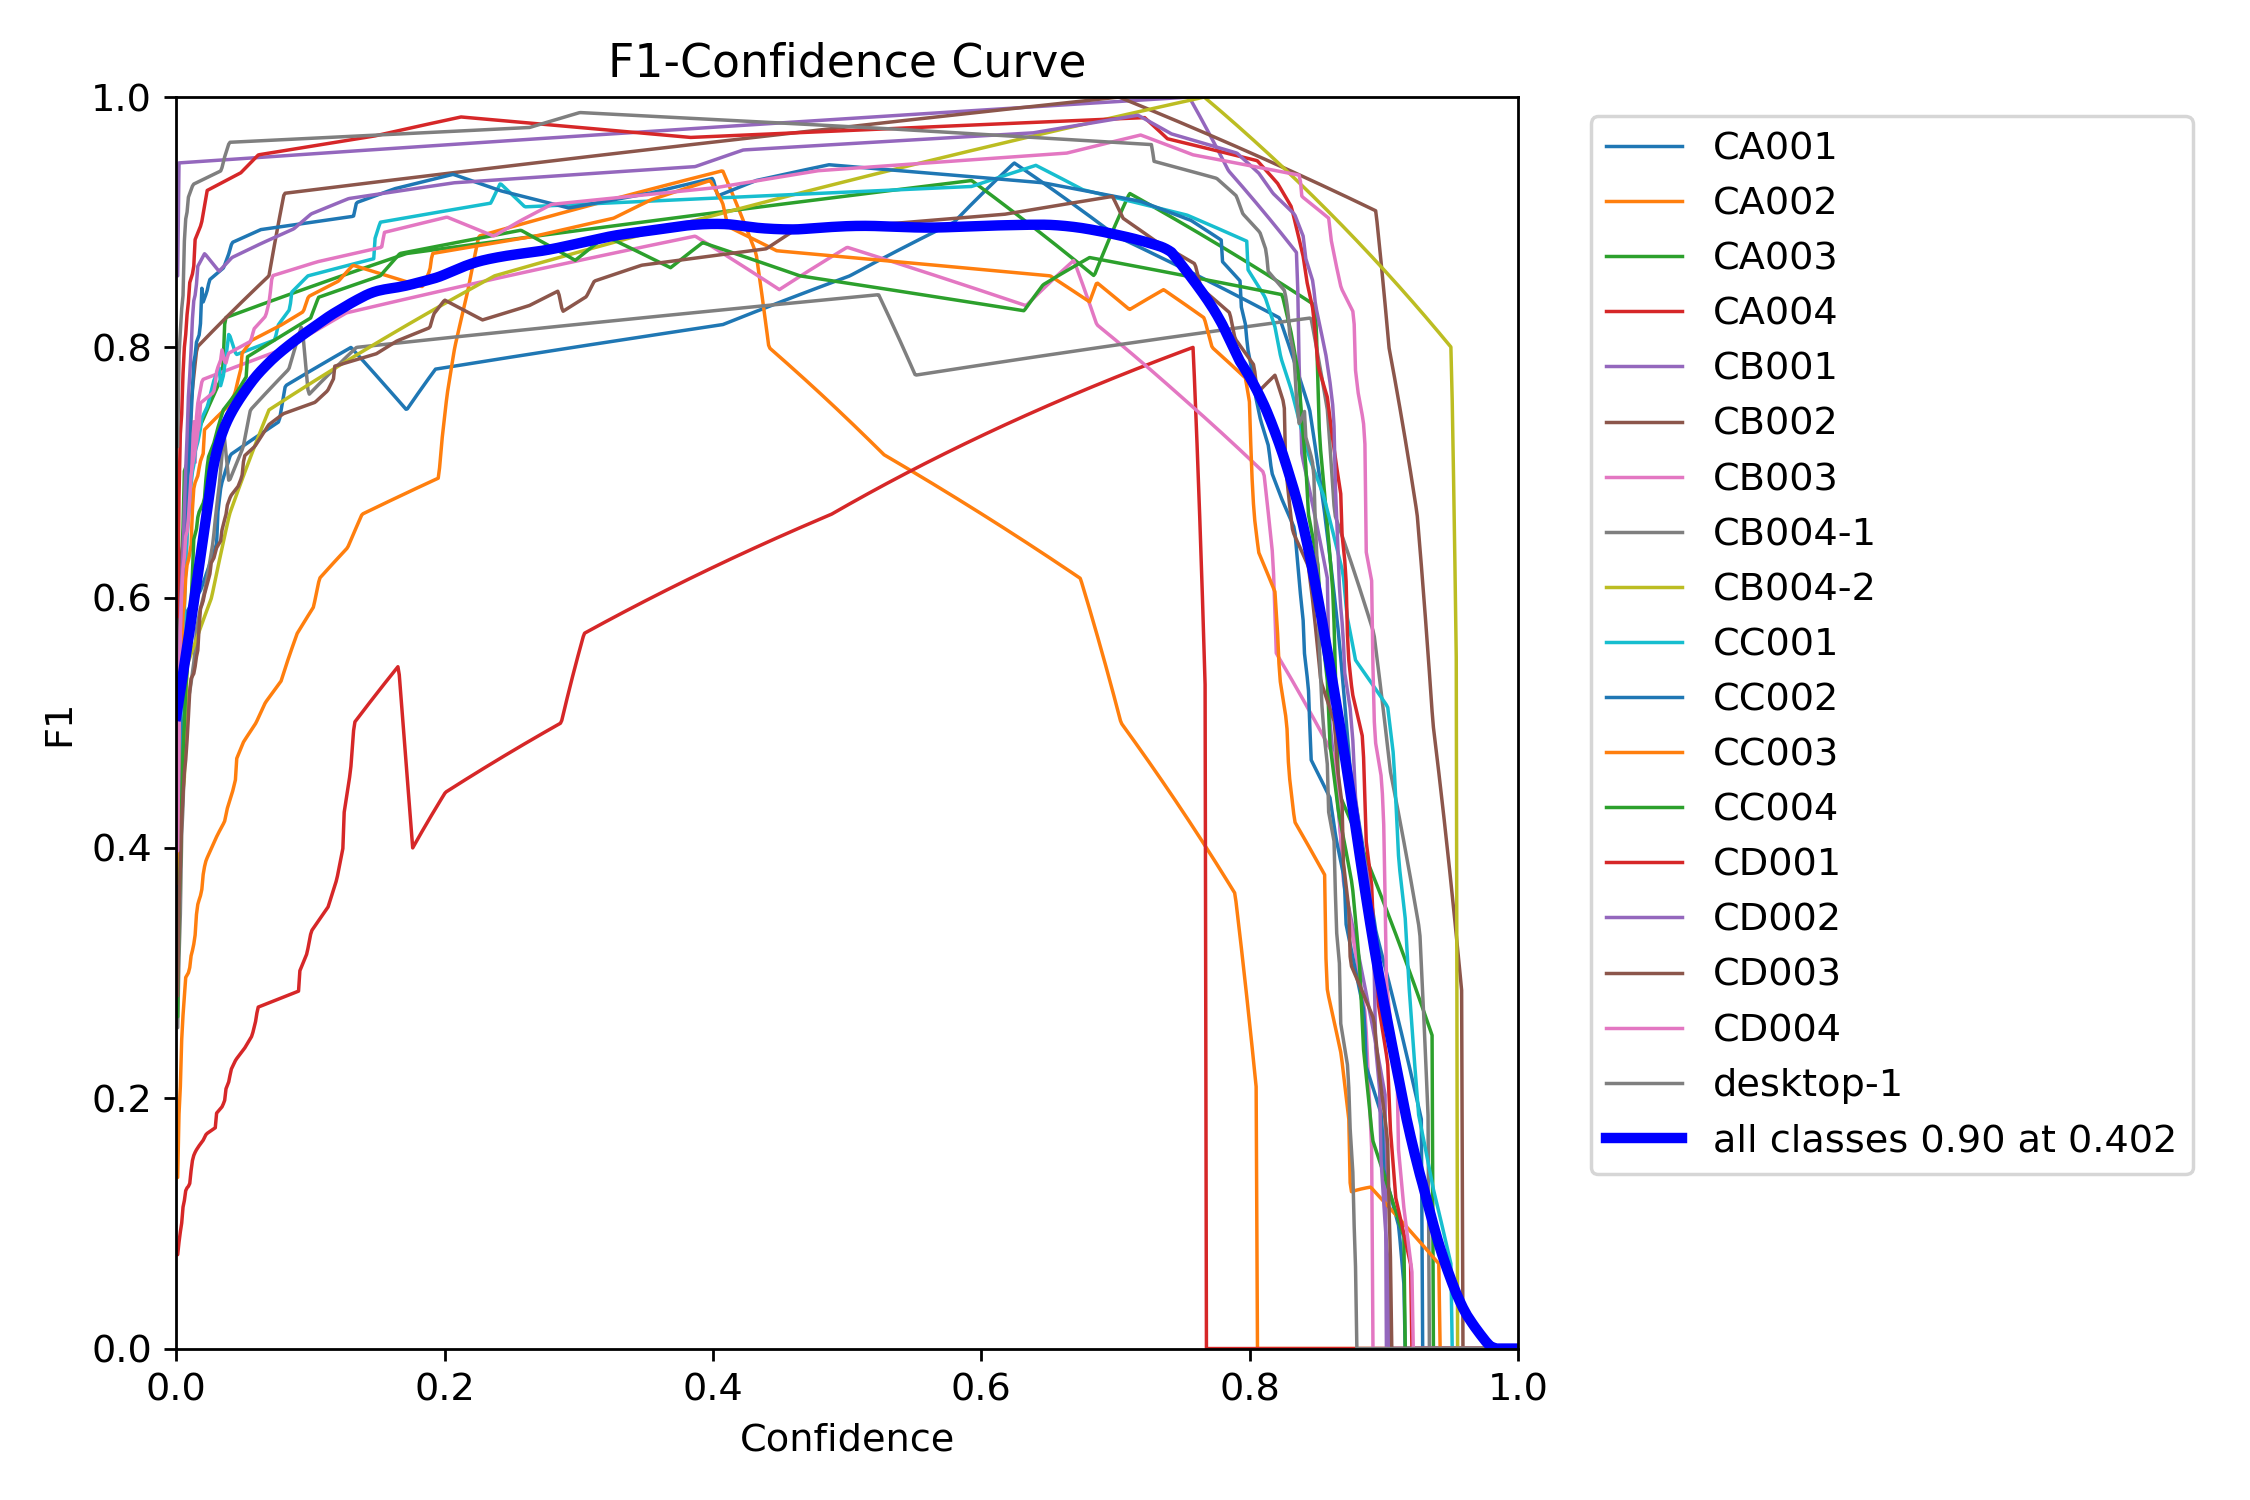 F1-Confidence Curve
1.0
0.8
0.6
0.4
0.2
0.0
F1
0.0 0.2 0.4 0.6 0.8 1.0
Confidence
CA001
CA002
CA003
CA004
CB001
CB002
CB003
CB004-1
CB004-2
CC001
CC002
CC003
CC004
CD001
CD002
CD003
CD004
desktop-1
all classes 0.90 at 0.402